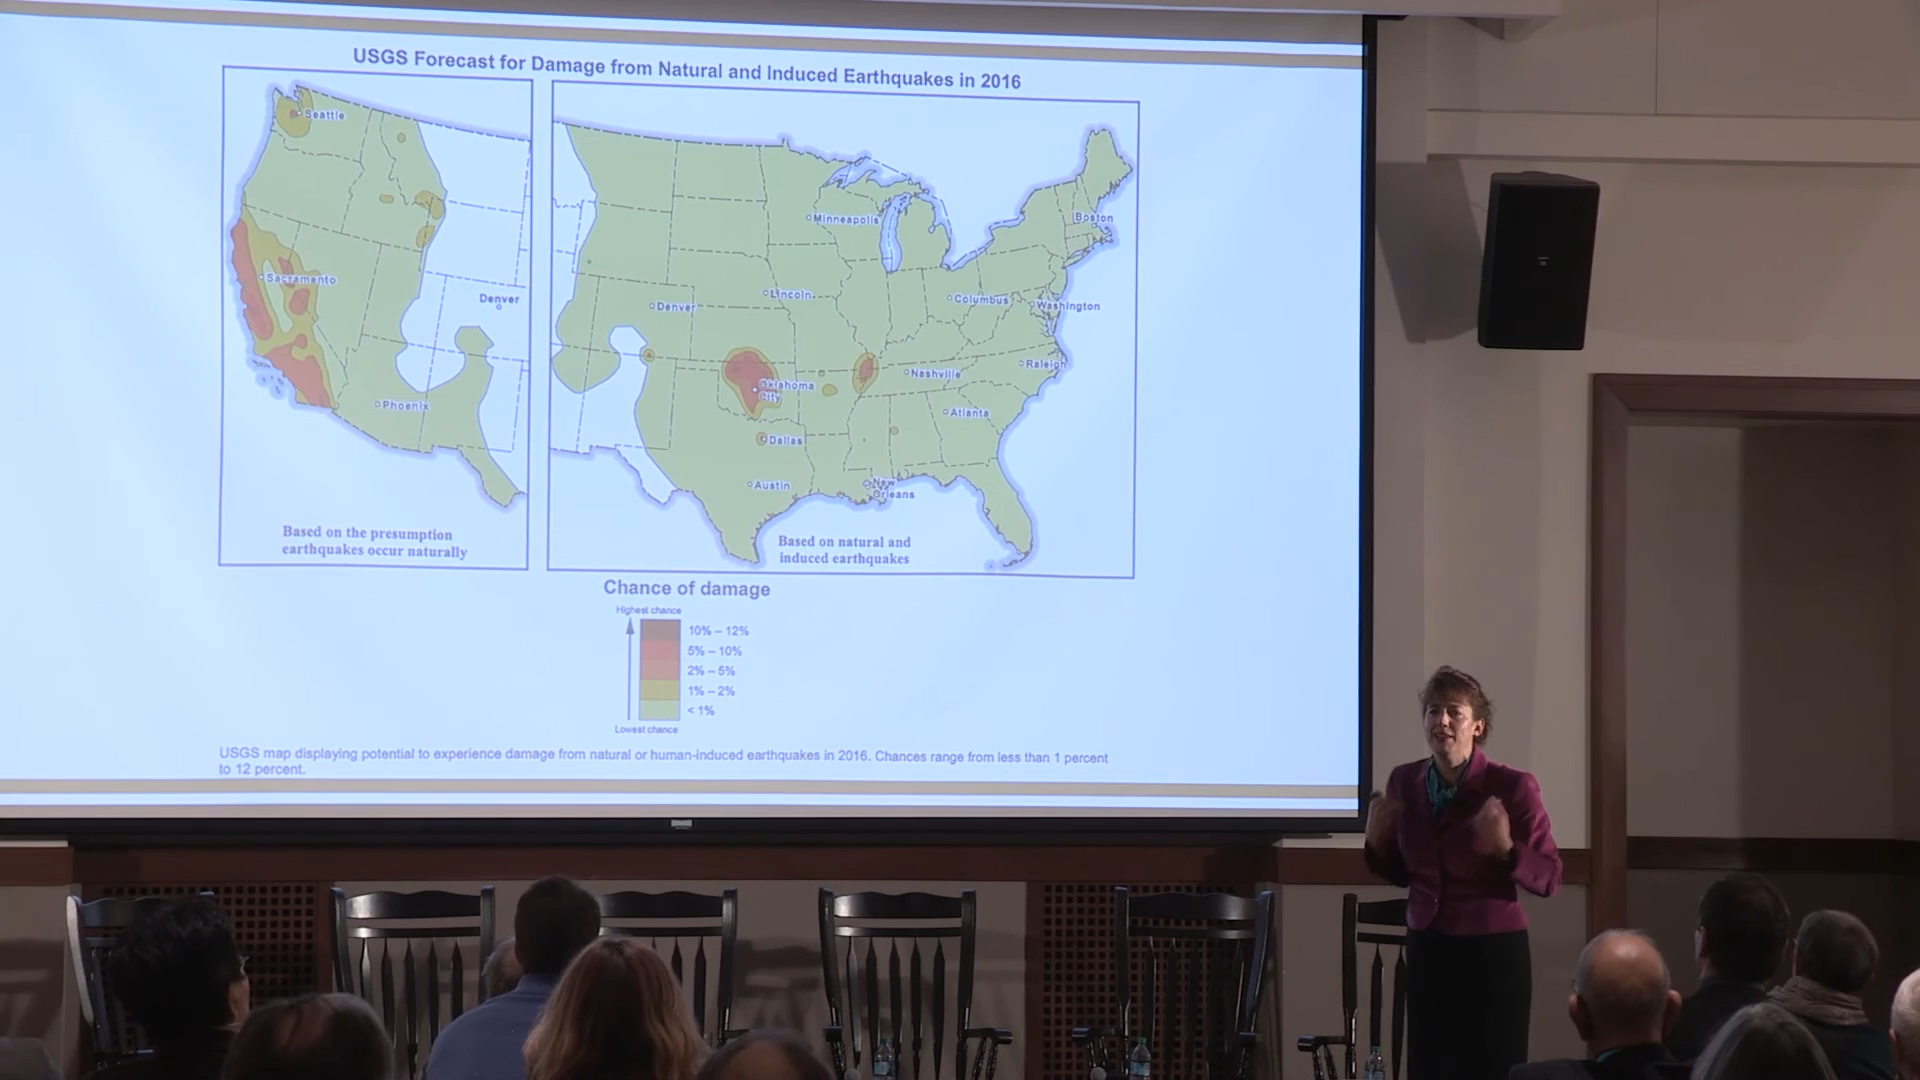 USGS Forecast for Damage from Natural and Induced Earthquakes in 2016
Seattle
Sacramento
Denver
Phoenix
Based on the presumption
earthquakes occur naturally
Minneapolis
Boston
Lincoln
Columbus
Denver
Washington
Raleigh
Nashville
Oklahoma
City
Atlanta
Dallas
Austin
New
Orleans
Based on natural and
induced earthquakes
Chance of damage
Highest chance
10% – 12%
5% – 10%
2% – 5%
1% – 2%
< 1%
Lowest chance
USGS map displaying potential to experience damage from natural or human-induced earthquakes in 2016. Chances range from less than 1 percent
to 12 percent.